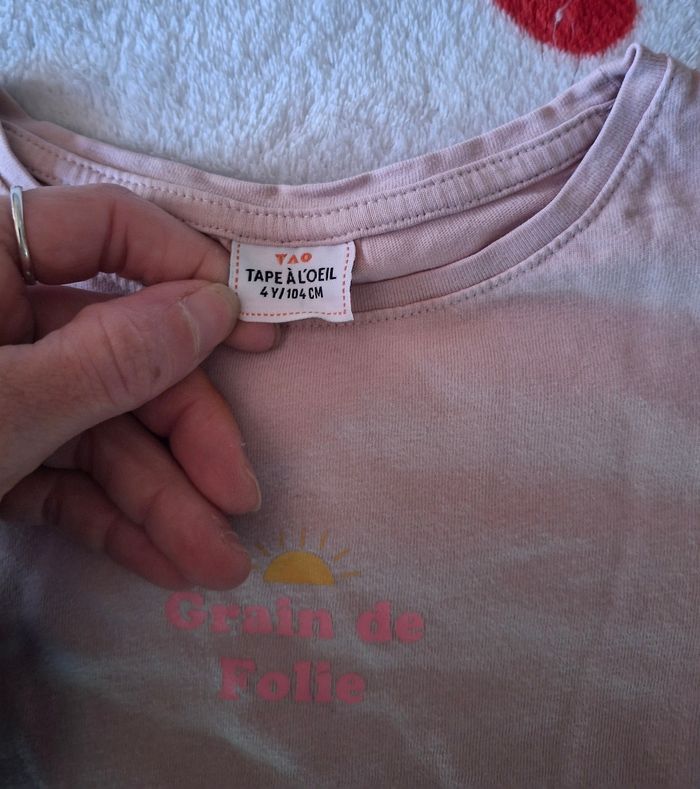 TAO
TAPE À L'OEIL
4Y/104CM
Grain de
Folie